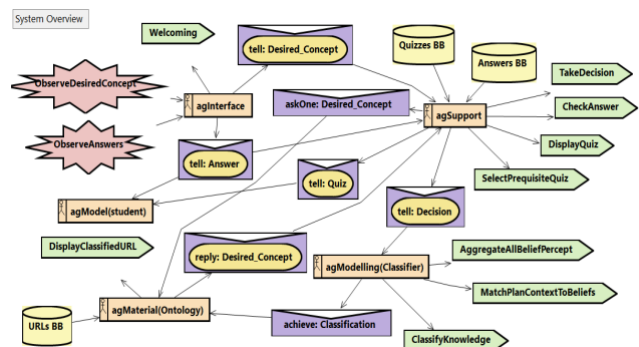 System Overview
Welcoming
tell: Desired_Concept
Quizzes BB
Answers BB
TakeDecision
ObserveDesiredConcept
agInterface
askOne: Desired_Concept
agSupport
CheckAnswer
ObserveAnswers
DisplayQuiz
tell: Answer
tell: Quiz
SelectPrequisiteQuiz
agModel(student)
tell: Decision
DisplayClassifiedURL
reply: Desired_Concept
agModelling(Classifier)
AggregateAllBeliefPercept
MatchPlanContextToBeliefs
agMaterial(Ontology)
URLs BB
achieve: Classification
ClassifyKnowledge